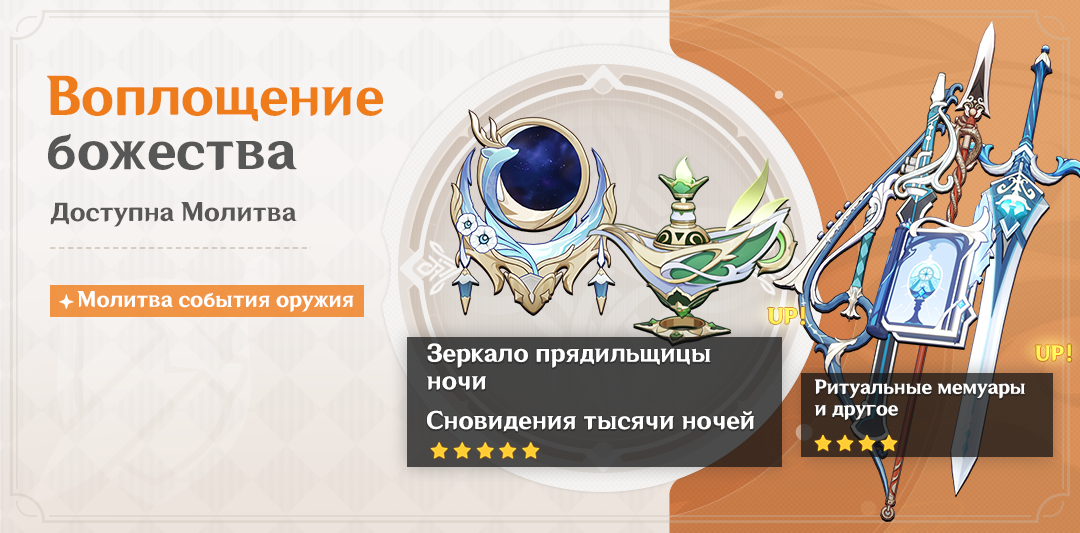 Воплощение
божества
Доступна Молитва
Молитва события оружия
Зеркало прядильщицы
ночи
Сновидения тысячи ночей
UP!
Ритуальные мемуары
и другое
UP!